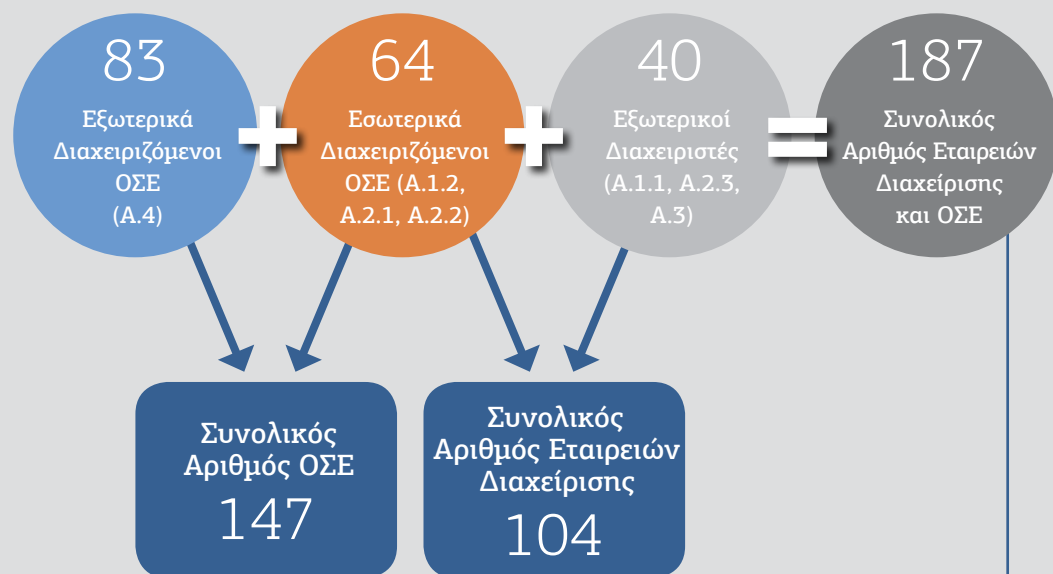 83
Εξωτερικά
Διαχειριζόμενοι
ΟΣΕ
(Α.4)
+
64
Εσωτερικά
Διαχειριζόμενοι
ΟΣΕ (Α.1.2,
Α.2.1, Α.2.2)
+
40
Εξωτερικοί
Διαχειριστές
(Α.1.1, Α.2.3,
Α.3)
=
187
Συνολικός
Αριθμός Εταιρειών
Διαχείρισης
και ΟΣΕ
Συνολικός
Αριθμός ΟΣΕ
147
Συνολικός
Αριθμός Εταιρειών
Διαχείρισης
104